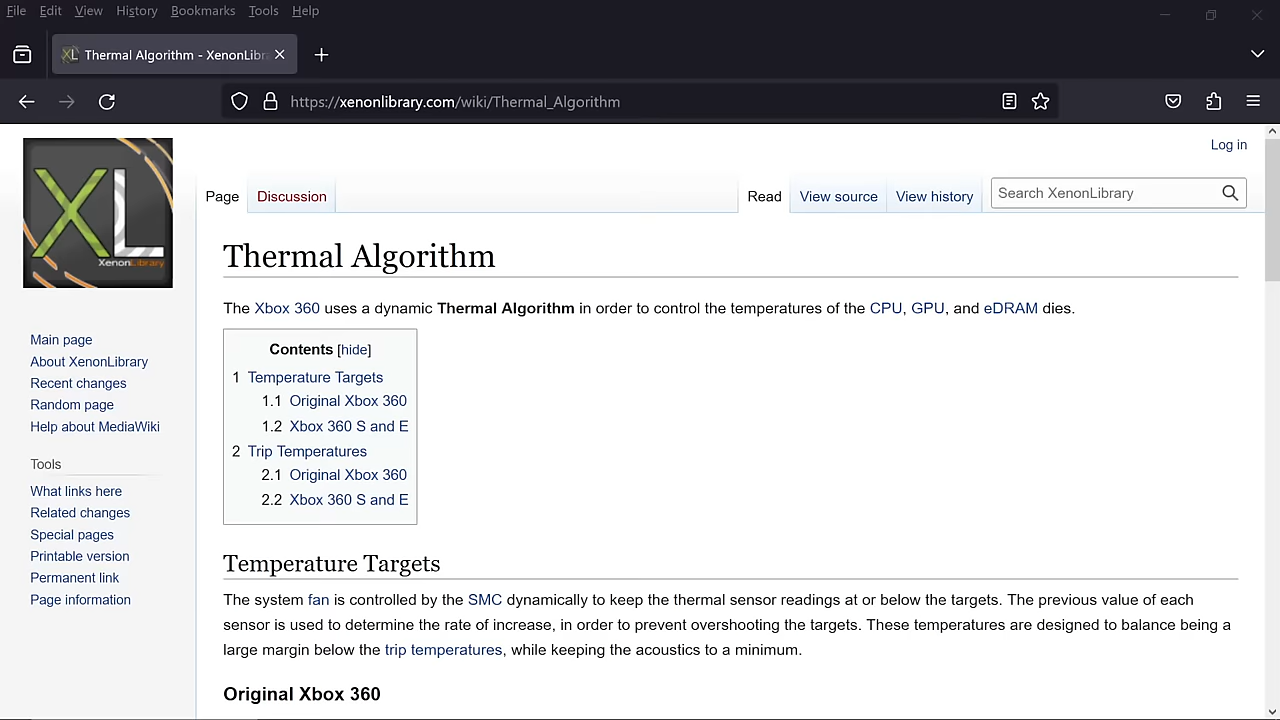 File Edit View History Bookmarks Tools Help
XL Thermal Algorithm - XenonLibra
https://xenonlibrary.com/wiki/Thermal_Algorithm
Log in
XL
XenonLibrary
Page Discussion Read View source View history Search XenonLibrary
Thermal Algorithm
The Xbox 360 uses a dynamic Thermal Algorithm in order to control the temperatures of the CPU, GPU, and eDRAM dies.
Contents [hide]
1 Temperature Targets
1.1 Original Xbox 360
1.2 Xbox 360 S and E
2 Trip Temperatures
2.1 Original Xbox 360
2.2 Xbox 360 S and E
Main page
About XenonLibrary
Recent changes
Random page
Help about MediaWiki
Tools
What links here
Related changes
Special pages
Printable version
Permanent link
Page information
Temperature Targets
The system fan is controlled by the SMC dynamically to keep the thermal sensor readings at or below the targets. The previous value of each
sensor is used to determine the rate of increase, in order to prevent overshooting the targets. These temperatures are designed to balance being a
large margin below the trip temperatures, while keeping the acoustics to a minimum.
Original Xbox 360